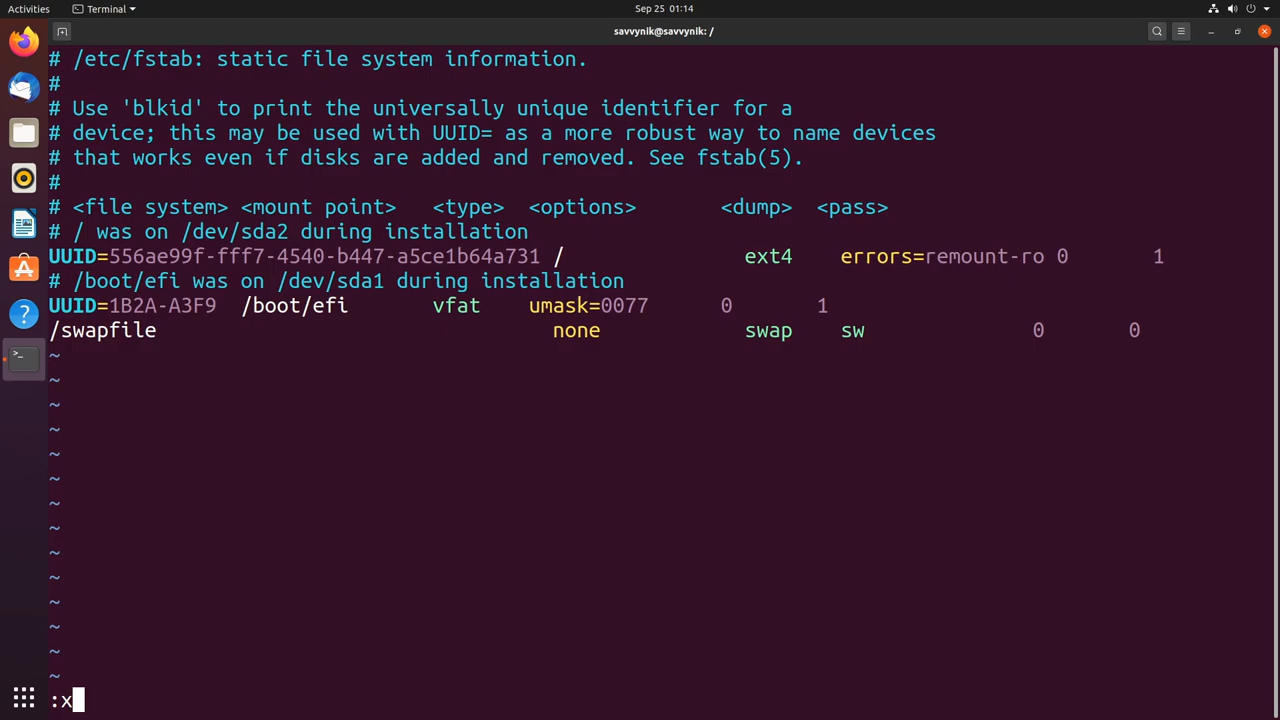 Activities Terminal Sep 25 01:14
savvynik@savvynik: /
# /etc/fstab: static file system information.
#
# Use 'blkid' to print the universally unique identifier for a
# device; this may be used with UUID= as a more robust way to name devices
# that works even if disks are added and removed. See fstab(5).
#
# <file system> <mount point>   <type>  <options>       <dump>  <pass>
# / was on /dev/sda2 during installation
UUID=556ae99f-fff7-4540-b447-a5ce1b64a731 /               ext4    errors=remount-ro 0       1
# /boot/efi was on /dev/sda1 during installation
UUID=1B2A-A3F9  /boot/efi       vfat    umask=0077      0       1
/swapfile                                 none            swap    sw              0       0
~
~
~
~
~
~
~
~
~
~
~
~
~
~
:x